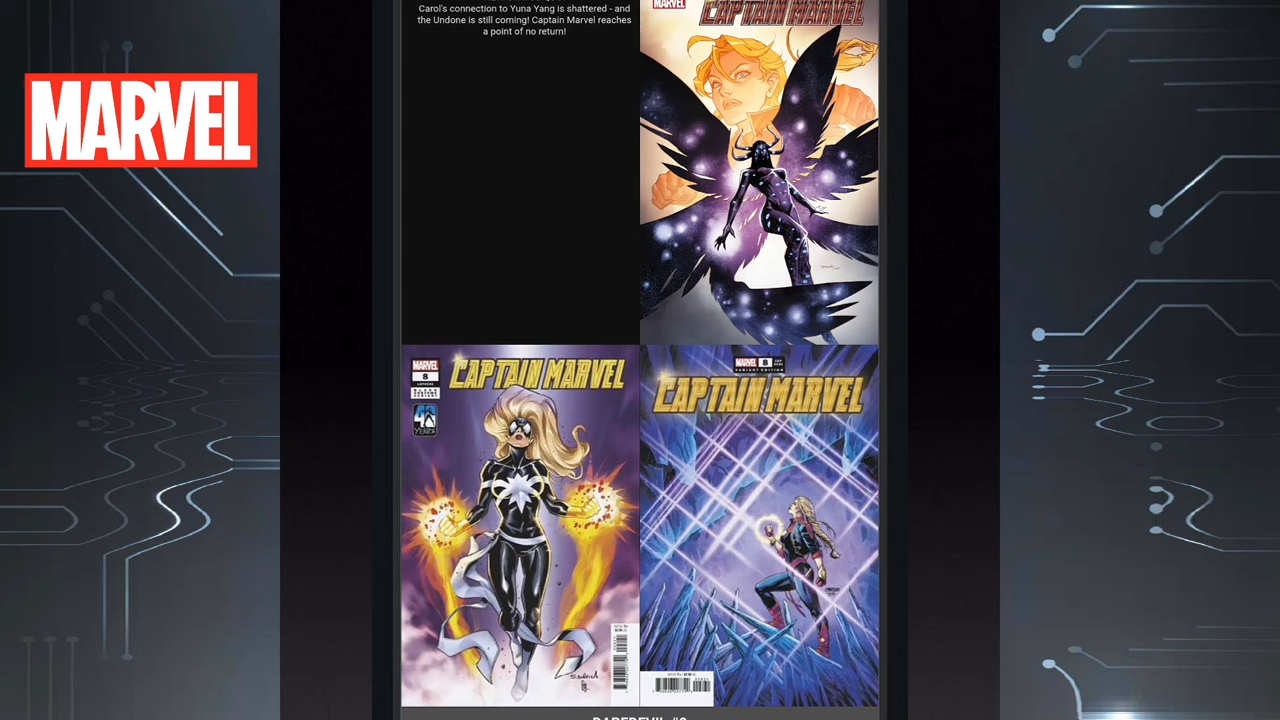 Carol's connection to Yuna Yang is shattered - and
the Undone is still coming! Captain Marvel reaches
a point of no return!
MARVEL
CAPTAIN MARVEL
MARVEL
MARVEL
8
CAPTAIN MARVEL
YEARS
MARVEL
8
VARIANT EDITION
CAPTAIN MARVEL